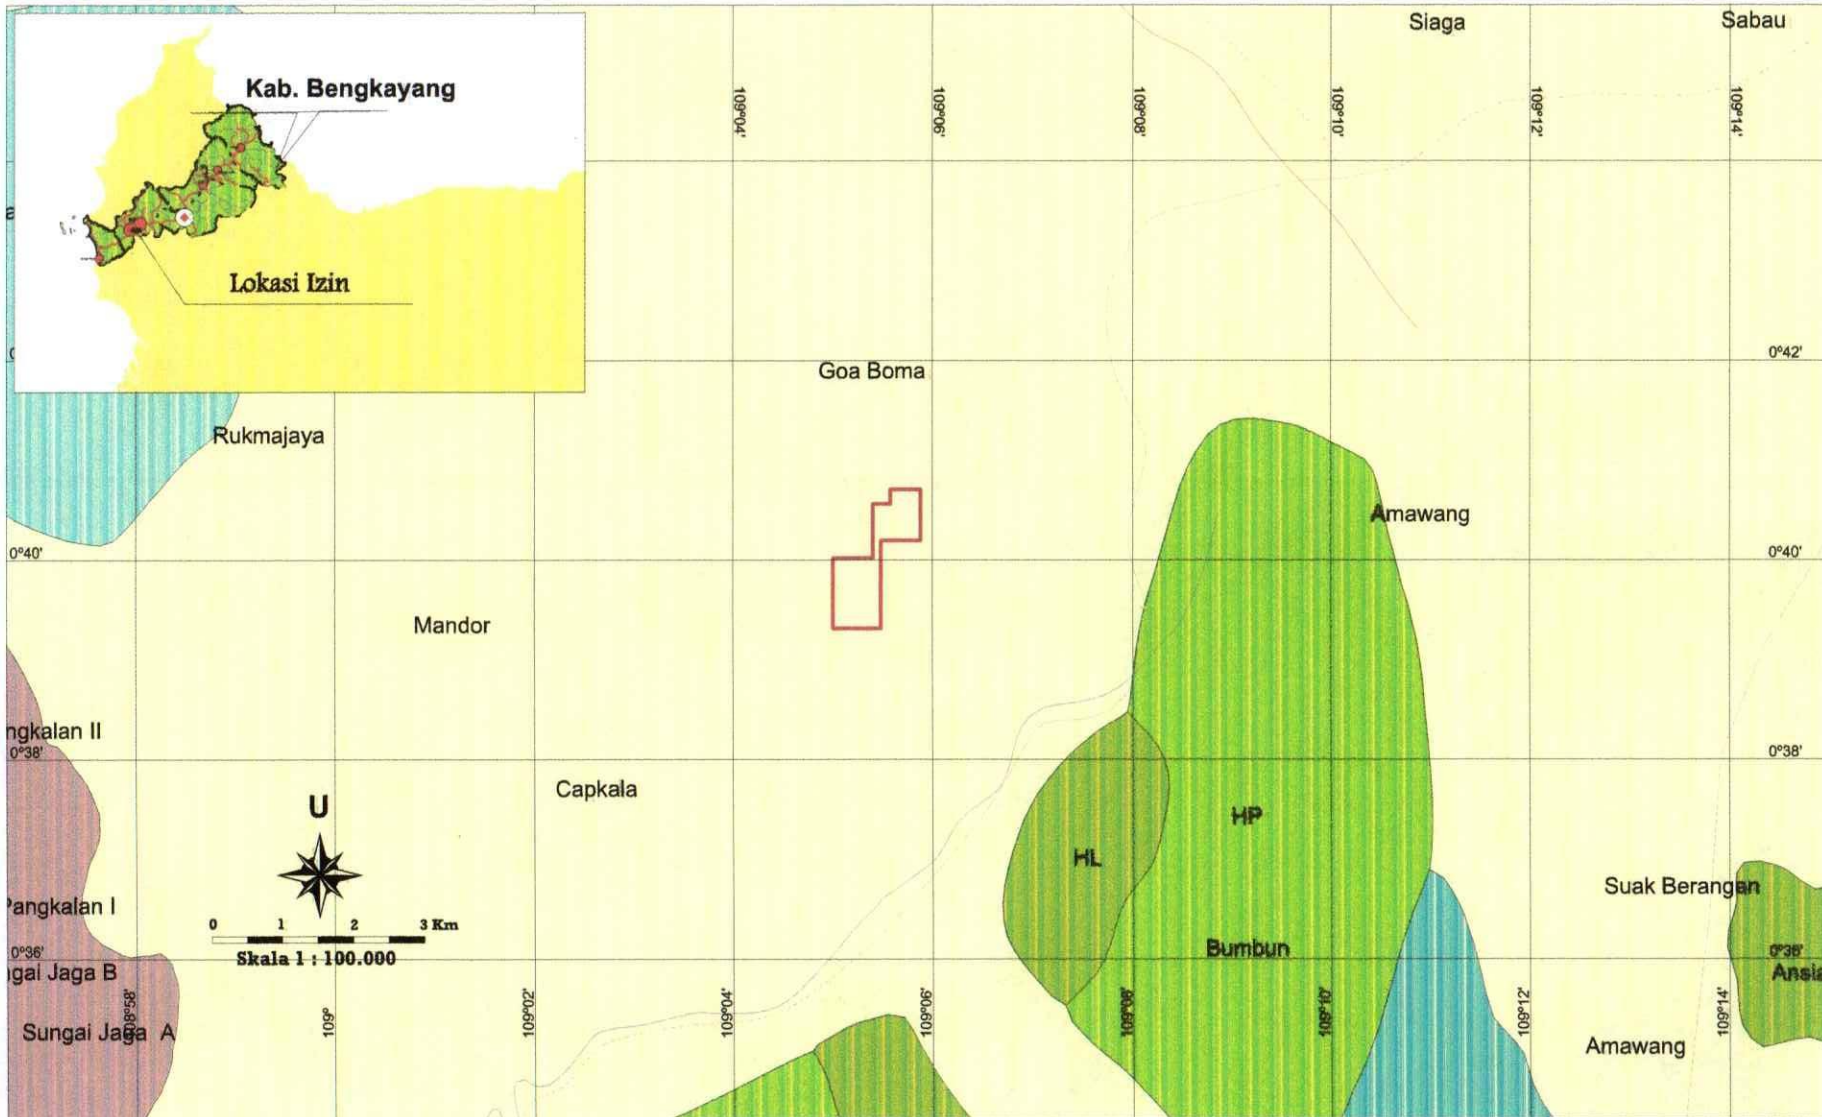 Siaga
Sabau
Kab. Bengkayang
Lokasi Izin
109°04'
109°06'
109°08'
109°10'
109°12'
109°14'
0°42'
Goa Boma
Rukmajaya
Amawang
0°40'
0°40'
Mandor
ngkalan II
0°38'
0°38'
Capkala
U
HP
HL
Pangkalan I
Suak Berangan
0 1 2 3 Km
Skala 1 : 100.000
0°36'
Bumbun
0°36'
ngai Jaga B
Ansia
Sungai Jaga A
108°58'
109°
109°02'
109°04'
109°06'
109°08'
109°10'
109°12'
109°14'
Amawang